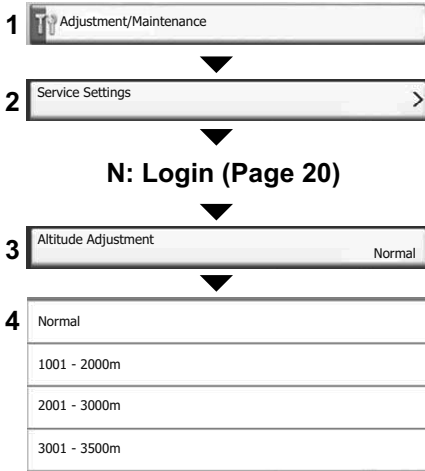 1 Adjustment/Maintenance
2 Service Settings >
N: Login (Page 20)
3 Altitude Adjustment
Normal
4 Normal
1001 - 2000m
2001 - 3000m
3001 - 3500m